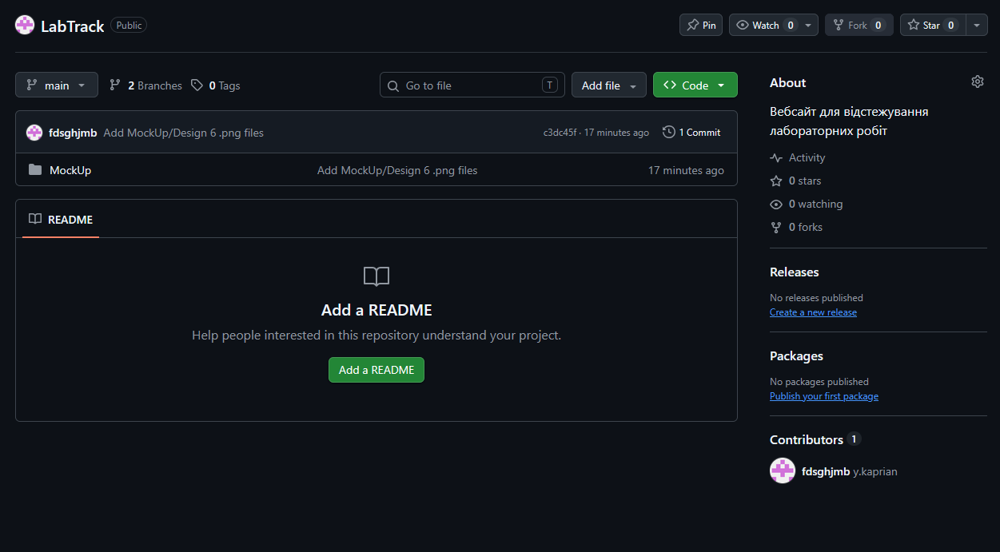 LabTrack Public Pin Watch 0 Fork 0 Star 0
main 2 Branches 0 Tags Go to file T Add file Code
fdsghjmb Add MockUp/Design 6 .png files c3dc45f · 17 minutes ago 1 Commit
MockUp Add MockUp/Design 6 .png files 17 minutes ago
README
Add a README
Help people interested in this repository understand your project.
Add a README
About
Вебсайт для відстежування
лабораторних робіт
Activity
0 stars
0 watching
0 forks
Releases
No releases published
Create a new release
Packages
No packages published
Publish your first package
Contributors 1
fdsghjmb y.kaprian